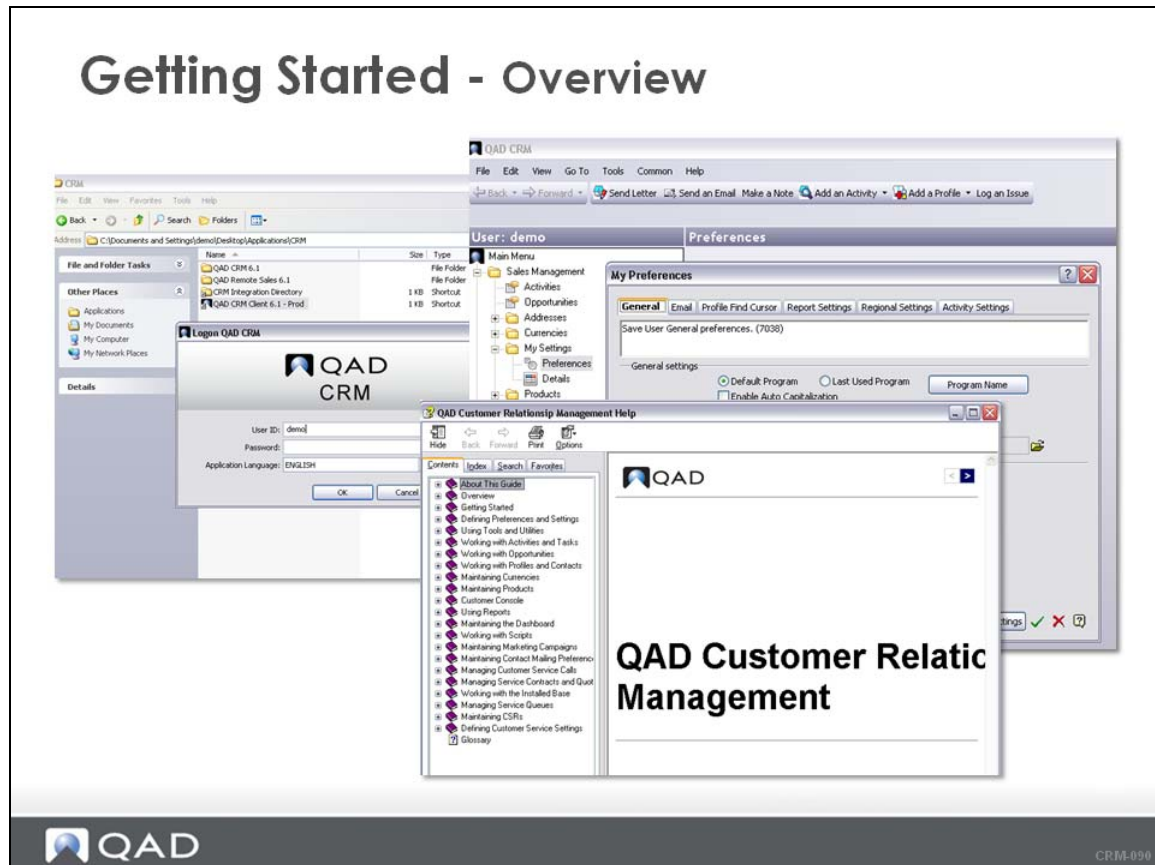 Getting Started - Overview
CRM
File Edit View Favorites Tools Help
Back Search Folders
Address C:\Documents and Settings\demo\Desktop\Applications\CRM
File and Folder Tasks
Other Places
Applications
My Documents
My Computer
My Network Places
Details
Name Size Type
QAD CRM 6.1 File Folder
QAD Remote Sales 6.1 File Folder
CRM Integration Directory 1 KB Shortcut
QAD CRM Client 6.1 - Prod 1 KB Shortcut
Logon QAD CRM
QAD
CRM
User ID: demo
Password:
Application Language: ENGLISH
OK Cancel
QAD CRM
File Edit View Go To Tools Common Help
Back Forward Send Letter Send an Email Make a Note Add an Activity Add a Profile Log an Issue
User: demo Preferences
Main Menu
Sales Management
Activities
Opportunities
Addresses
Currencies
My Settings
Preferences
Details
Products
My Preferences
General Email Profile Find Cursor Report Settings Regional Settings Activity Settings
Save User General preferences. (7038)
General settings
Default Program Last Used Program Program Name
Enable Auto Capitalization
QAD Customer Relationsip Management Help
Hide Back Forward Print Options
Contents Index Search Favorites
About This Guide
Overview
Getting Started
Defining Preferences and Settings
Using Tools and Utilities
Working with Activities and Tasks
Working with Opportunities
Working with Profiles and Contacts
Maintaining Currencies
Maintaining Products
Customer Console
Using Reports
Maintaining the Dashboard
Working with Scripts
Maintaining Marketing Campaigns
Maintaining Contact Mailing Preference
Managing Customer Service Calls
Managing Service Contracts and Quot
Working with the Installed Base
Managing Service Queues
Maintaining CSRs
Defining Customer Service Settings
Glossary
QAD
QAD Customer Relatic
Management
QAD
CRM-090